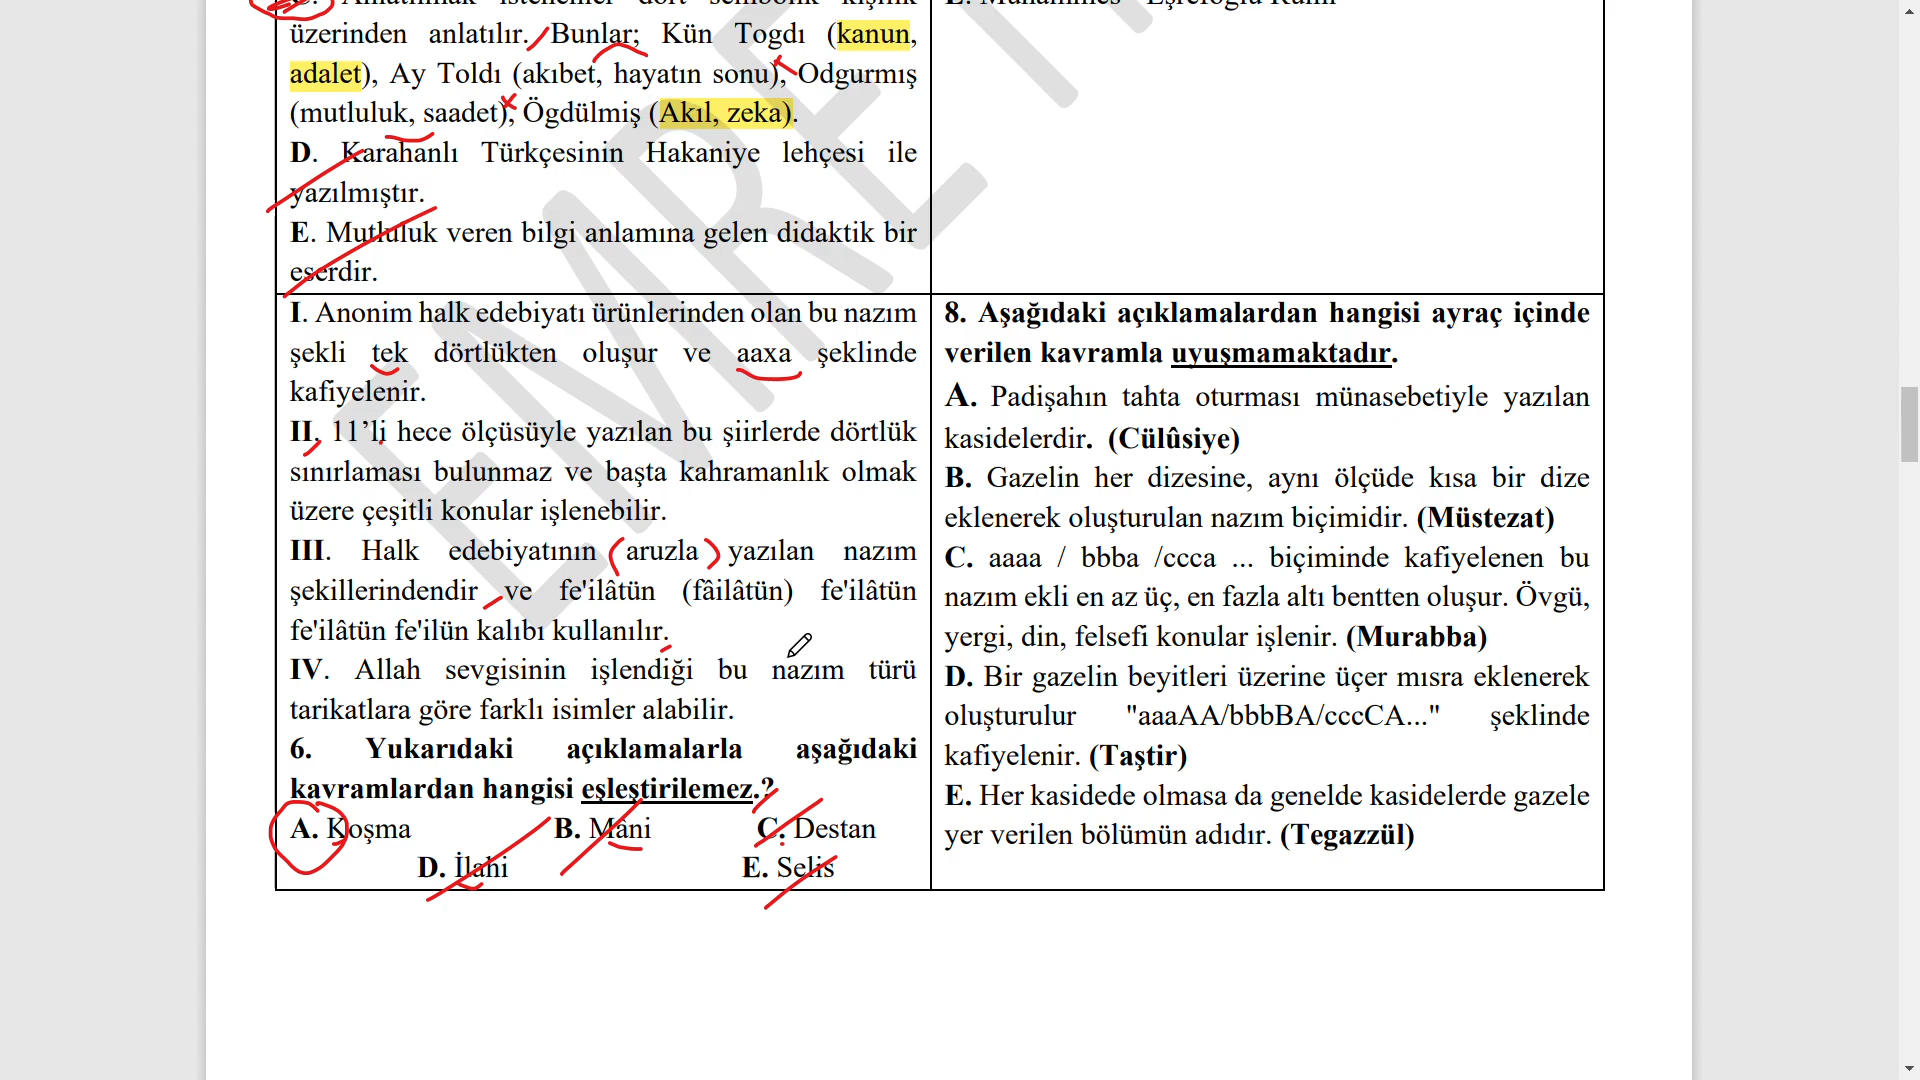 üzerinden anlatılır. Bunlar; Kün Togdı (kanun,
adalet), Ay Toldı (akıbet, hayatın sonu), Odgurmış
(mutluluk, saadet), Ögdülmiş (Akıl, zeka).
D. Karahanlı Türkçesinin Hakaniye lehçesi ile
yazılmıştır.
E. Mutluluk veren bilgi anlamına gelen didaktik bir
eserdir.
I. Anonim halk edebiyatı ürünlerinden olan bu nazım
şekli tek dörtlükten oluşur ve aaxa şeklinde
kafiyelenir.
II. 11’li hece ölçüsüyle yazılan bu şiirlerde dörtlük
sınırlaması bulunmaz ve başta kahramanlık olmak
üzere çeşitli konular işlenebilir.
III. Halk edebiyatının aruzla yazılan nazım
şekillerindendir ve fe'ilâtün (fâilâtün) fe'ilâtün
fe'ilâtün fe'ilün kalıbı kullanılır.
IV. Allah sevgisinin işlendiği bu nazım türü
tarikatlara göre farklı isimler alabilir.
6. Yukarıdaki açıklamalarla aşağıdaki
kavramlardan hangisi eşleştirilemez.?
A. Koşma B. Mâni C. Destan
D. İlahi E. Selis
8. Aşağıdaki açıklamalardan hangisi ayraç içinde
verilen kavramla uyuşmamaktadır.
A. Padişahın tahta oturması münasebetiyle yazılan
kasidelerdir. (Cülûsiye)
B. Gazelin her dizesine, aynı ölçüde kısa bir dize
eklenerek oluşturulan nazım biçimidir. (Müstezat)
C. aaaa / bbba /ccca ... biçiminde kafiyelenen bu
nazım ekli en az üç, en fazla altı bentten oluşur. Övgü,
yergi, din, felsefi konular işlenir. (Murabba)
D. Bir gazelin beyitleri üzerine üçer mısra eklenerek
oluşturulur "aaaAA/bbbBA/cccCA..." şeklinde
kafiyelenir. (Taştir)
E. Her kasidede olmasa da genelde kasidelerde gazele
yer verilen bölümün adıdır. (Tegazzül)
EMRE